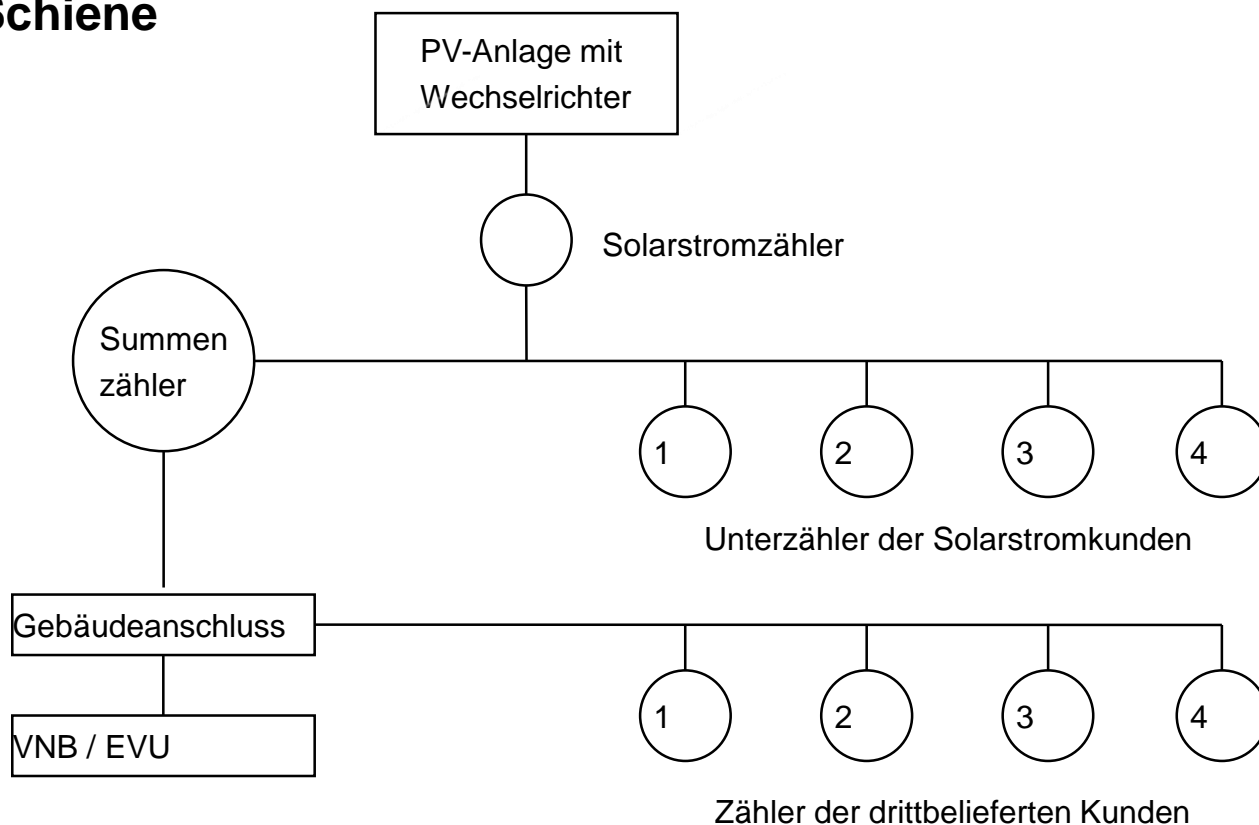 Schiene
PV-Anlage mit
Wechselrichter
Solarstromzähler
Summen
zähler
1 2 3 4
Unterzähler der Solarstromkunden
Gebäudeanschluss
1 2 3 4
VNB / EVU
Zähler der drittbelieferten Kunden